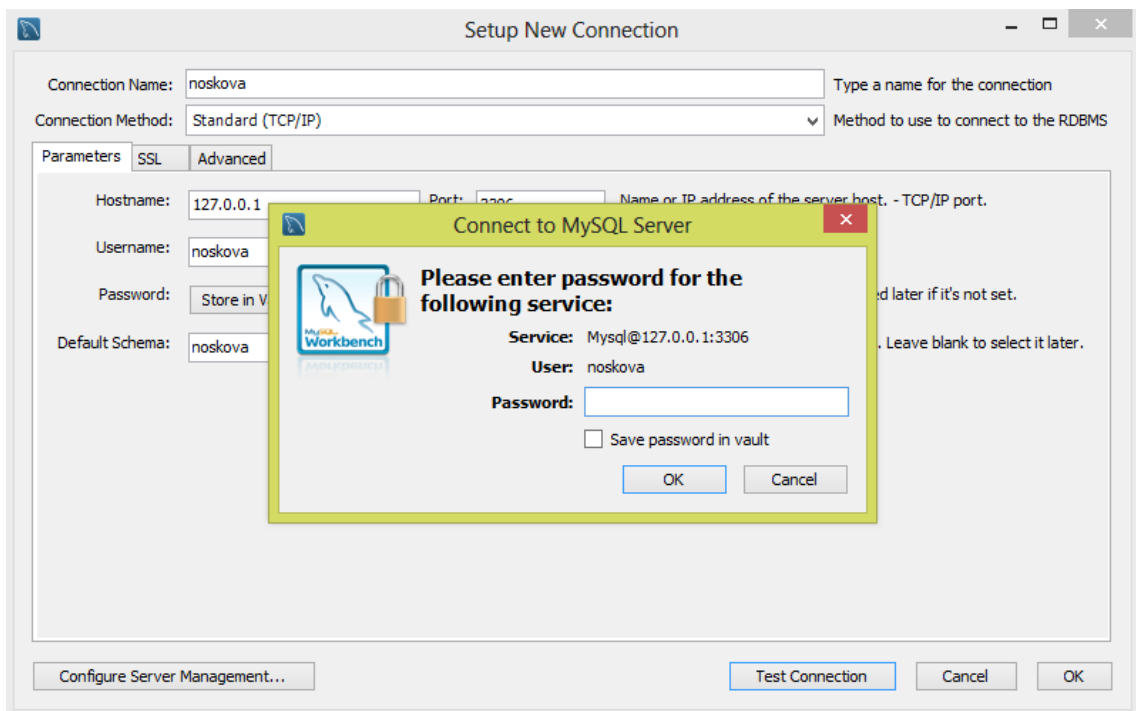 Setup New Connection
Connection Name: noskova Type a name for the connection
Connection Method: Standard (TCP/IP) Method to use to connect to the RDBMS
Parameters SSL Advanced
Hostname: 127.0.0.1 Port: 3306 Name or IP address of the server host. - TCP/IP port.
Username: noskova
Password: Store in V d later if it's not set.
Default Schema: noskova . Leave blank to select it later.
Connect to MySQL Server
Please enter password for the
following service:
MySQL
Workbench
Service: Mysql@127.0.0.1:3306
User: noskova
Password:
Save password in vault
OK Cancel
Configure Server Management... Test Connection Cancel OK